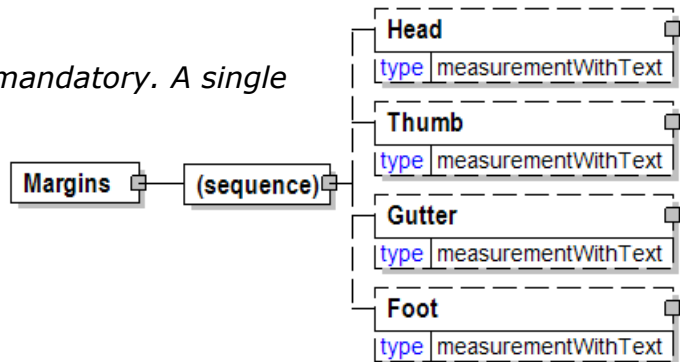 Head
type measurementWithText
mandatory. A single
Thumb
type measurementWithText
Margins
(sequence)
Gutter
type measurementWithText
Foot
type measurementWithText